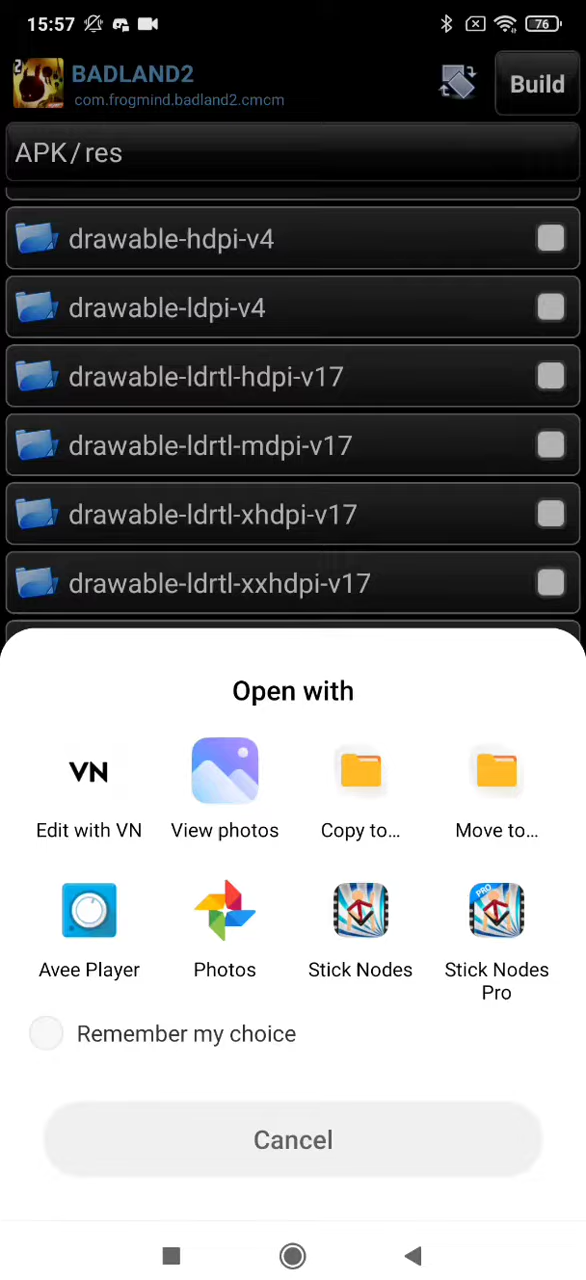 15:57
76
BADLAND2
com.frogmind.badland2.cmcm
Build
APK/res
drawable-hdpi-v4
drawable-ldpi-v4
drawable-ldrtl-hdpi-v17
drawable-ldrtl-mdpi-v17
drawable-ldrtl-xhdpi-v17
drawable-ldrtl-xxhdpi-v17
Open with
VN
Edit with VN
View photos
Copy to...
Move to...
PRO
Avee Player
Photos
Stick Nodes
Stick Nodes
Pro
Remember my choice
Cancel